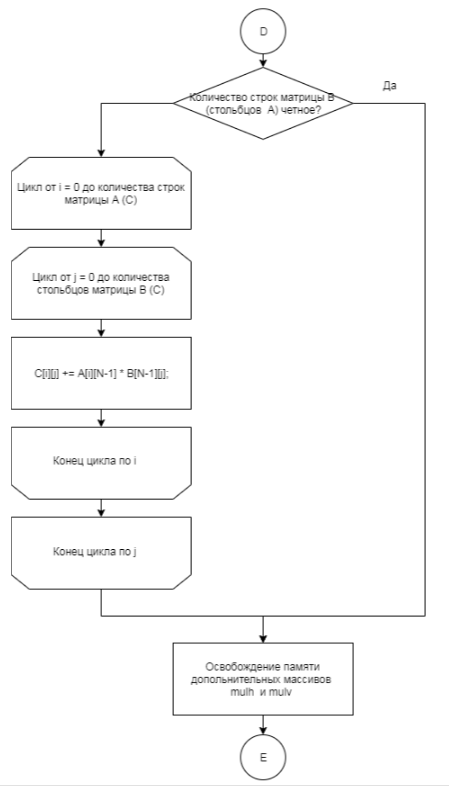 D
Да
Количество строк матрицы В
(стольбцов А) четное?
Цикл от i = 0 до количества строк
матрицы А (С)
Цикл от j = 0 до количества
стольбцов матрицы В (С)
C[i][j] += A[i][N-1] * B[N-1][j];
Конец цикла по i
Конец цикла по j
Освобождение памяти
допольнительных массивов
mulh и mulv
E